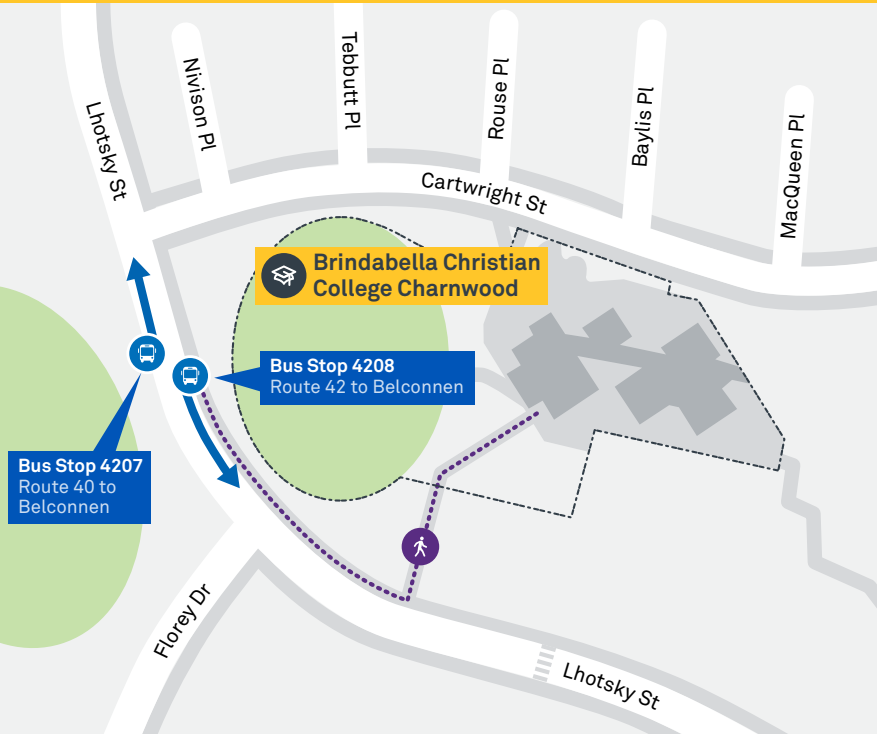 Lhotsky St
Nivison Pl
Tebbutt Pl
Rouse Pl
Baylis Pl
MacQueen Pl
Cartwright St
Brindabella Christian
College Charnwood
Bus Stop 4208
Route 42 to Belconnen
Bus Stop 4207
Route 40 to
Belconnen
Florey Dr
Lhotsky St